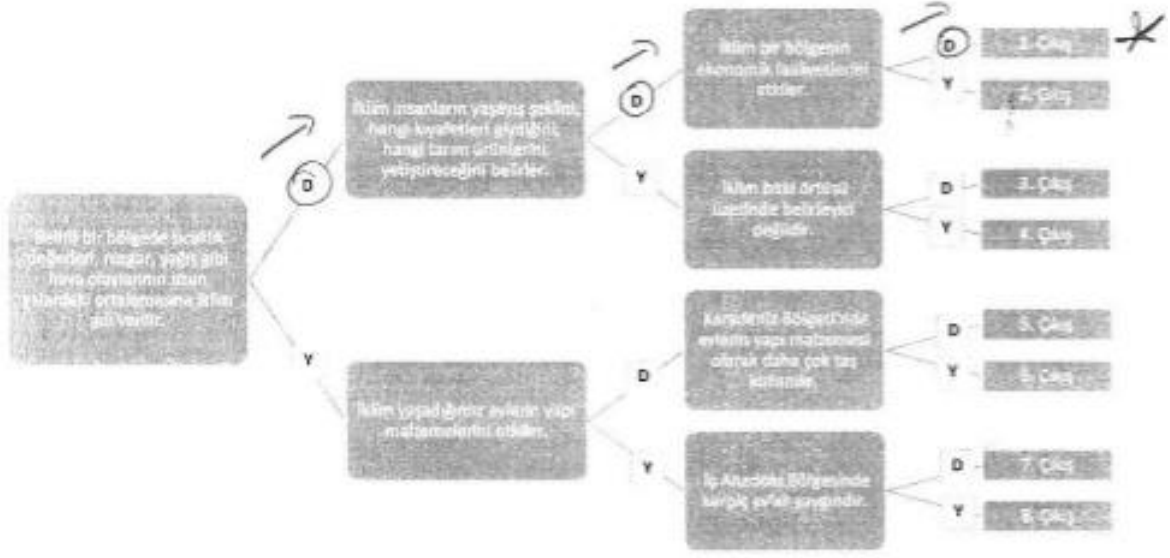 Belirli bir bölgede sıcaklık
değerleri, rüzgar, yağış gibi
hava olaylarının uzun
yıllardaki ortalamasına iklim
adı verilir.
D
Y
İklim insanların yaşayış şeklini,
hangi kıyafetleri giydiğini,
hangi tarım ürünlerini
yetiştireceğini belirler.
D
Y
İklim yaşadığımız evlerin yapı
malzemelerini etkiler.
D
Y
İklim bir bölgenin
ekonomik faaliyetlerini
etkiler.
D
Y
İklim bitki örtüsü
üzerinde belirleyici
değildir.
D
Y
Karadeniz Bölgesi'nde
evlerin yapı malzemesi
olarak daha çok taş
kullanılır.
D
Y
İç Anadolu Bölgesinde
kerpiç evler yaygındır.
D
Y
1. Çıkış
2. Çıkış
3. Çıkış
4. Çıkış
5. Çıkış
6. Çıkış
7. Çıkış
8. Çıkış